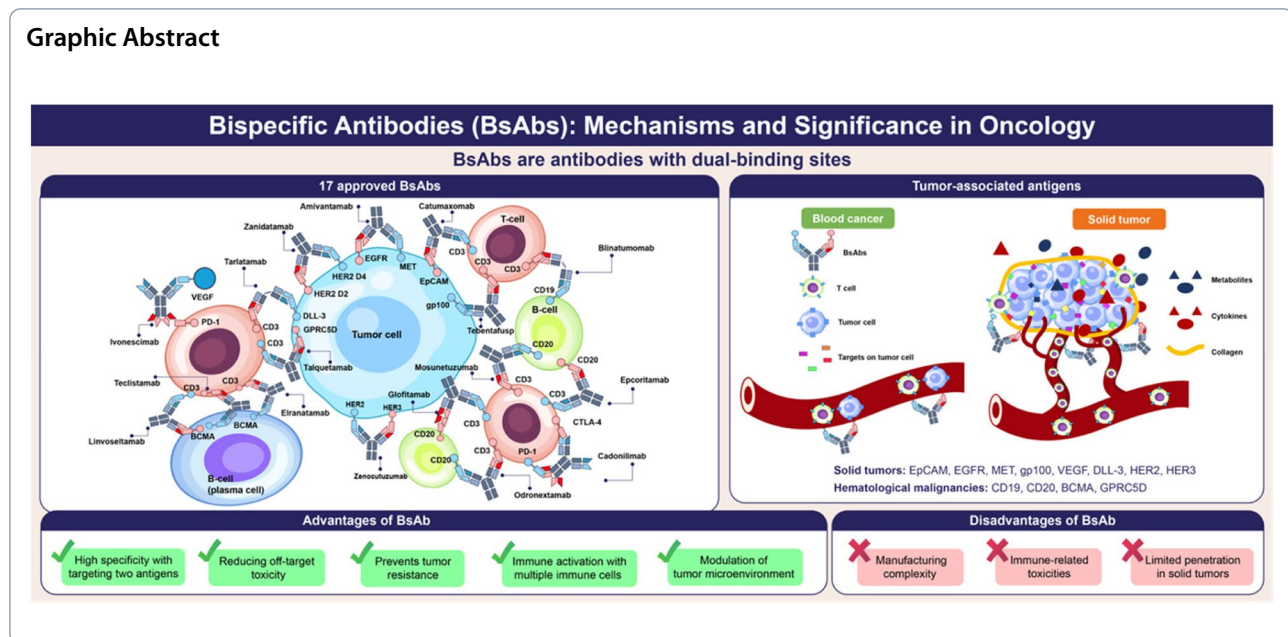 Graphic Abstract
Bispecific Antibodies (BsAbs): Mechanisms and Significance in Oncology
BsAbs are antibodies with dual-binding sites
17 approved BsAbs
Amivantamab
Catumaxomab
T-cell
Zanidatamab
CD3
CD3
CD3
Blinatumomab
EGFR
MET
EpCAM
HER2 D4
HER2 D2
CD19
Tarlatamab
VEGF
gp100
B-cell
DLL-3
Tebentafusp
PD-1
CD3
GPRC5D
Tumor cell
CD20
Ivonescimab
CD3
Talquetamab
Mosunetuzumab
CD20
Teclistamab
CD3
CD3
CD3
CD3
Epcoritamab
Elranatamab
HER2
HER3
Glofitamab
CD3
CTLA-4
Linvoseltamab
BCMA
BCMA
CD20
CD3
PD-1
Cadonilimab
B-cell
(plasma cell)
Zenosutuzumab
CD20
Odronextamab
Tumor-associated antigens
Blood cancer
Solid tumor
BsAbs
T cell
Tumor cell
Targets on tumor cell
Metabolites
Cytokines
Collagen
Solid tumors: EpCAM, EGFR, MET, gp100, VEGF, DLL-3, HER2, HER3
Hematological malignancies: CD19, CD20, BCMA, GPRC5D
Advantages of BsAb
High specificity with
targeting two antigens
Reducing off-target
toxicity
Prevents tumor
resistance
Immune activation with
multiple immune cells
Modulation of
tumor microenvironment
Disadvantages of BsAb
Manufacturing
complexity
Immune-related
toxicities
Limited penetration
in solid tumors